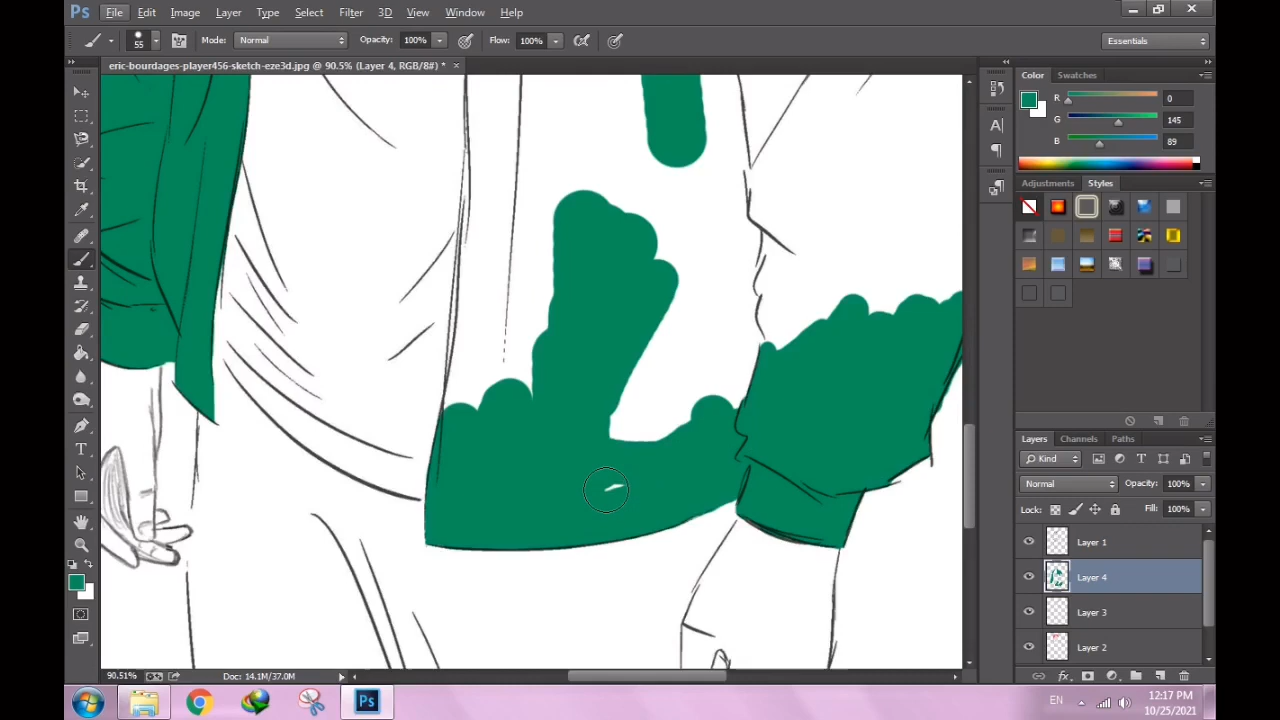 Ps File Edit Image Layer Type Select Filter 3D View Window Help
55 Mode: Normal Opacity: 100% Flow: 100% Essentials
eric-bourdages-player456-sketch-eze3d.jpg @ 90.5% (Layer 4, RGB/8#) * ×
Color Swatches
R 0
G 145
B 89
Adjustments Styles
Layers Channels Paths
Kind
Normal Opacity: 100%
Lock: Fill: 100%
Layer 1
Layer 4
Layer 3
Layer 2
90.51% Doc: 14.1M/37.0M
Ps EN 12:17 PM
10/25/2021